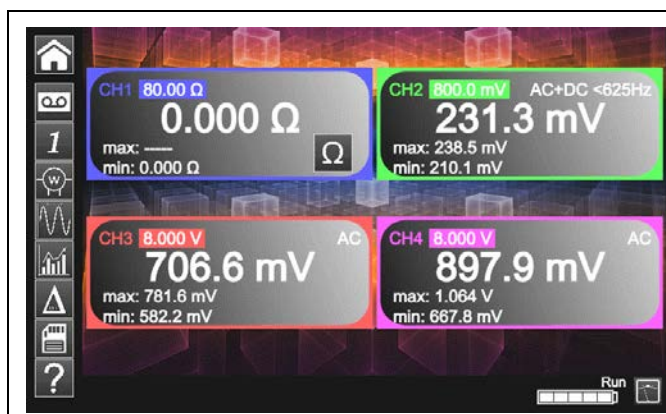 CH1 80.00 Ω
0.000 Ω
max: -----
min: 0.000 Ω
Ω
CH2 800.0 mV AC+DC <625Hz
231.3 mV
max: 238.5 mV
min: 210.1 mV
CH3 8.000 V AC
706.6 mV
max: 781.6 mV
min: 582.2 mV
CH4 8.000 V AC
897.9 mV
max: 1.064 V
min: 667.8 mV
1
W
Δ
?
Run